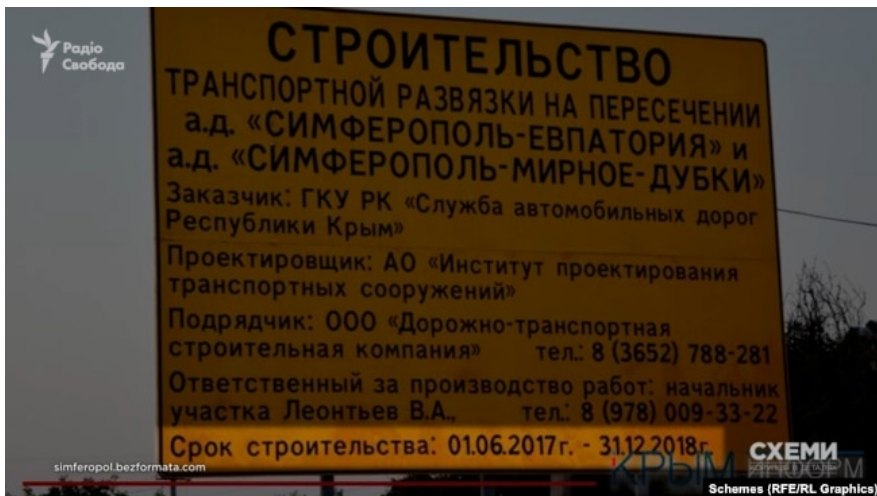 Радіо
Свобода
СТРОИТЕЛЬСТВО
ТРАНСПОРТНОЙ РАЗВЯЗКИ НА ПЕРЕСЕЧЕНИИ
а.д. «СИМФЕРОПОЛЬ-ЕВПАТОРИЯ» и
а.д. «СИМФЕРОПОЛЬ-МИРНОЕ-ДУБКИ»
Заказчик: ГКУ РК «Служба автомобильных дорог
Республики Крым»
Проектировщик: АО «Институт проектирования
транспортных сооружений»
Подрядчик: ООО «Дорожно-транспортная
строительная компания» тел.: 8 (3652) 788-281
Ответственный за производство работ: начальник
участка Леонтьев В.А., тел.: 8 (978) 009-33-22
Срок строительства: 01.06.2017г. - 31.12.2018г.
simferopol.bezformata.com
СХЕМИ
КОРУПЦІЯ В ДЕТАЛЯХ
КРЫМИНФОРМ
Schemes (RFE/RL Graphics)